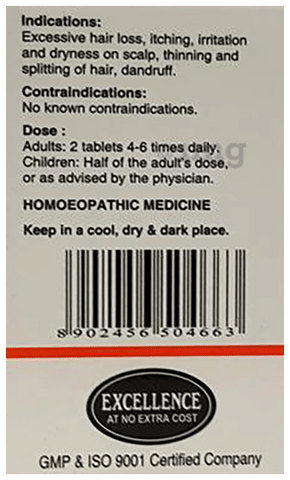 Indications:
Excessive hair loss, itching, irritation
and dryness on scalp, thinning and
splitting of hair, dandruff.
Contraindications:
No known contraindications.
Dose :
Adults: 2 tablets 4-6 times daily.
Children: Half of the adult's dose,
or as advised by the physician.
HOMOEOPATHIC MEDICINE
Keep in a cool, dry & dark place.
8 902456 504663
EXCELLENCE
AT NO EXTRA COST
GMP & ISO 9001 Certified Company